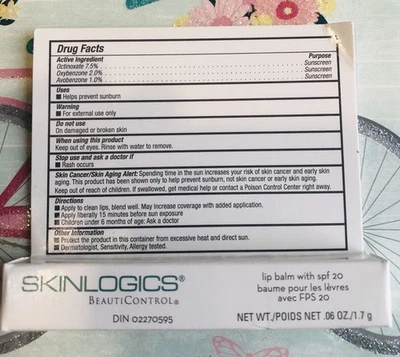 Drug Facts
Active Ingredient Purpose
Octinoxate 7.5% Sunscreen
Oxybenzone 2.0% Sunscreen
Avobenzone 1.0% Sunscreen
Uses
■ Helps prevent sunburn
Warning
■ For external use only
Do not use
On damaged or broken skin
When using this product
Keep out of eyes. Rinse with water to remove.
Stop use and ask a doctor if
■ Rash occurs
Skin Cancer/Skin Aging Alert: Spending time in the sun increases your risk of skin cancer and early skin
aging. This product has been shown only to help prevent sunburn, not skin cancer or early skin aging.
Keep out of reach of children. If swallowed, get medical help or contact a Poison Control Center right away.
Directions
■ Apply to clean lips, blend well. May increase coverage with added application.
■ Apply liberally 15 minutes before sun exposure
■ Children under 6 months of age: Ask a doctor
Other Information
■ Protect the product in this container from excessive heat and direct sun.
■ Dermatologist, Sensitivity, Allergy tested.
SKINLOGICS®
BEAUTICONTROL®
DIN 02270595
lip balm with spf 20
baume pour les lèvres
avec FPS 20
NET WT./POIDS NET .06 OZ./1.7 g